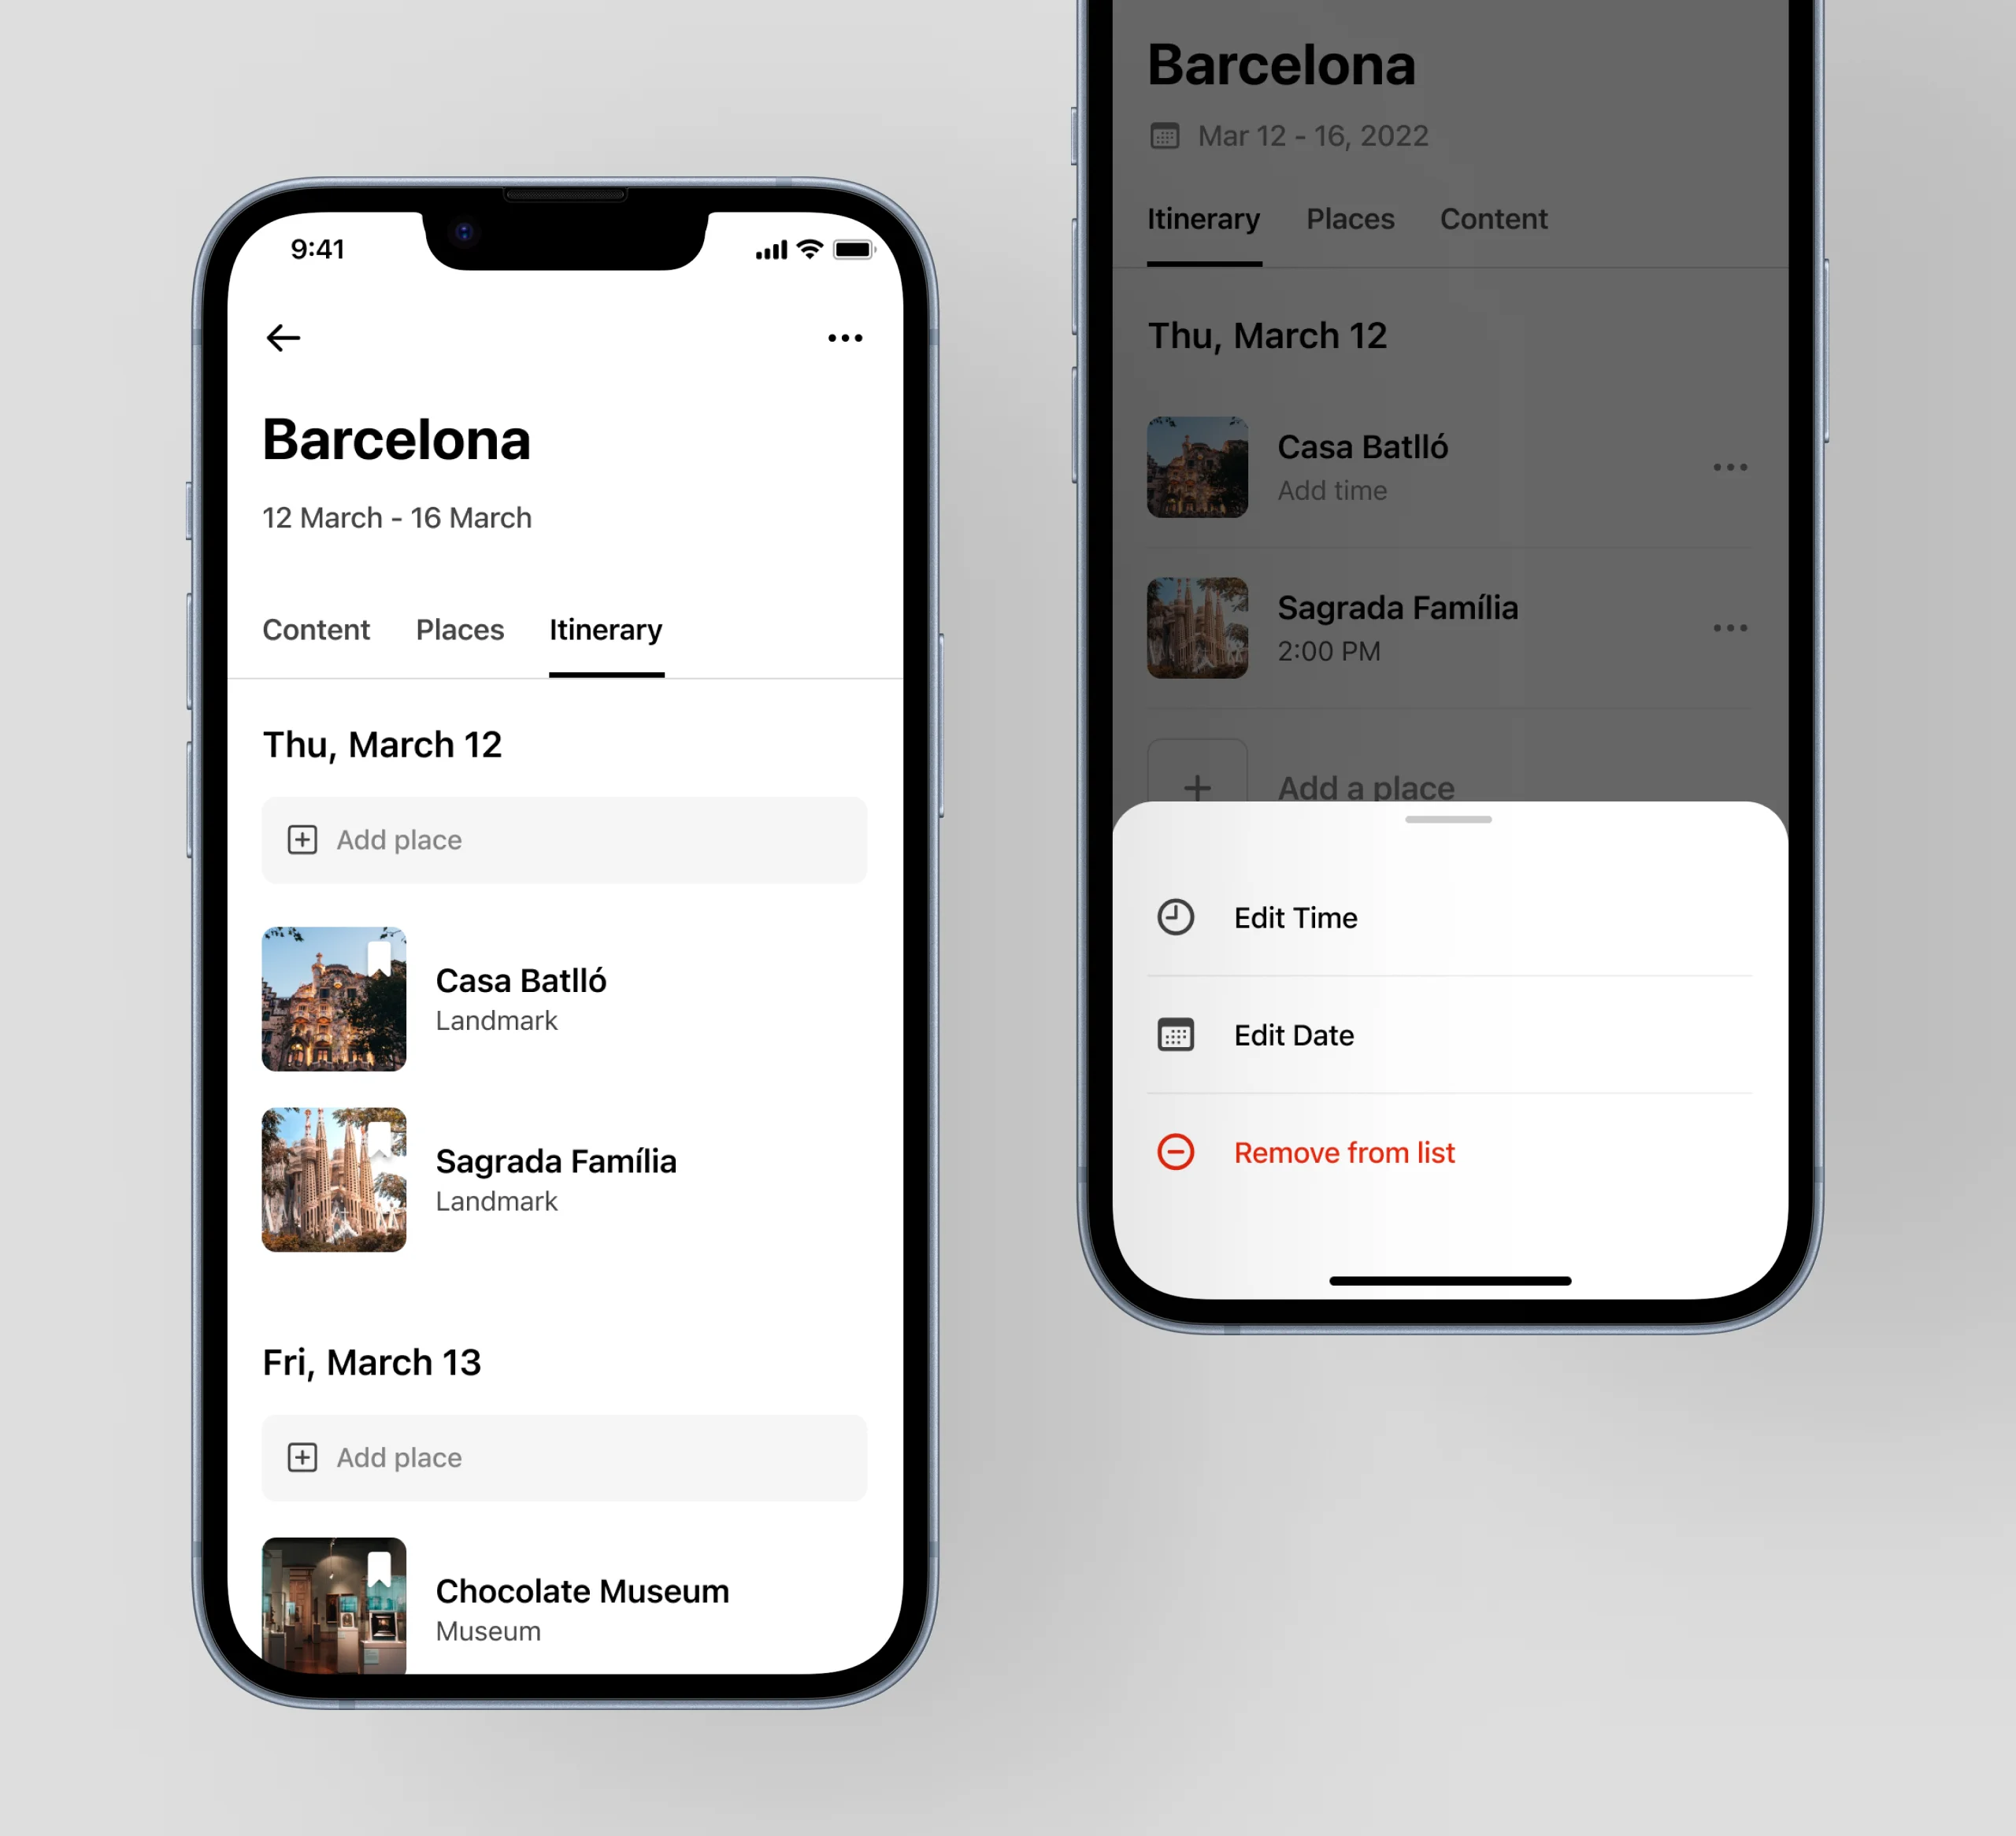 9:41
Barcelona
12 March - 16 March
Content Places Itinerary
Thu, March 12
Add place
Casa Batlló
Landmark
Sagrada Família
Landmark
Fri, March 13
Add place
Chocolate Museum
Museum
Barcelona
Mar 12 - 16, 2022
Itinerary Places Content
Thu, March 12
Casa Batlló
Add time
Sagrada Família
2:00 PM
Add a place
Edit Time
Edit Date
Remove from list